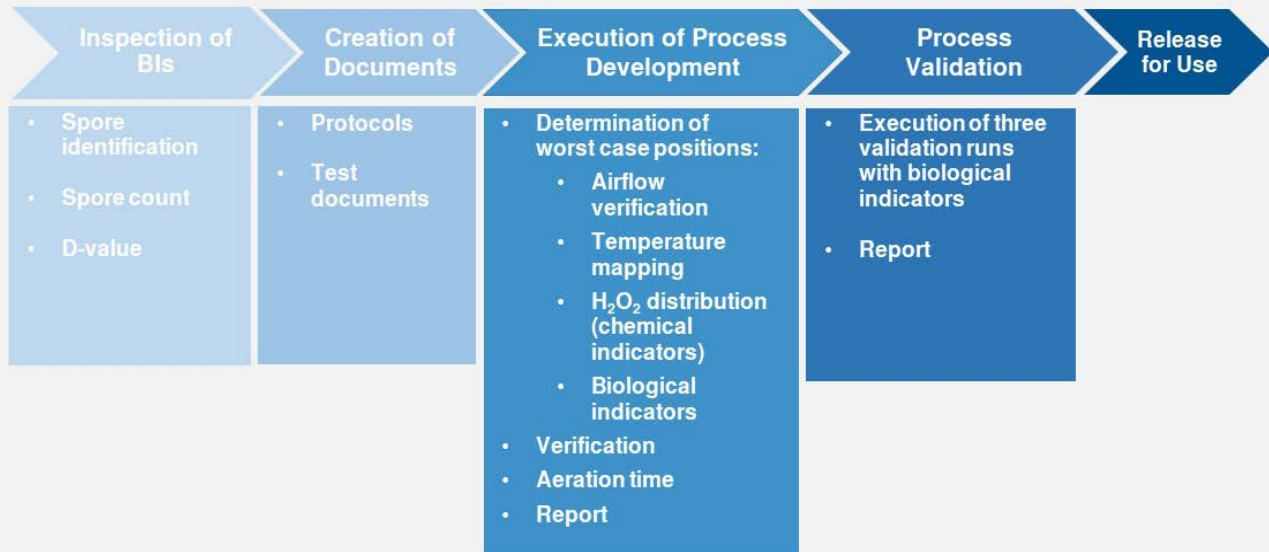 Inspection of
BIs
Creation of
Documents
Execution of Process
Development
Process
Validation
Release
for Use
• Spore
identification
• Spore count
• D-value
• Protocols
• Test
documents
• Determination of
worst case positions:
• Airflow
verification
• Temperature
mapping
• H₂O₂ distribution
(chemical
indicators)
• Biological
indicators
• Verification
• Aeration time
• Report
• Execution of three
validation runs
with biological
indicators
• Report